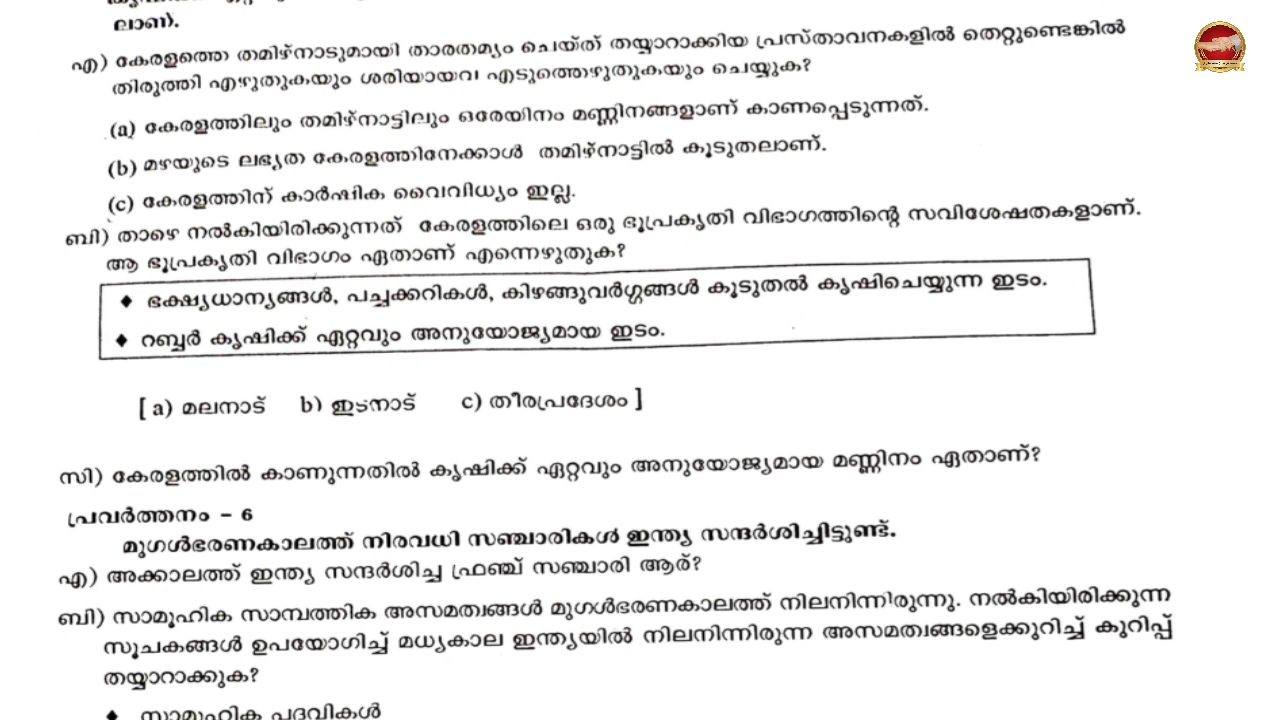 ലാണ്.
എ) കേരളത്തെ തമിഴ്നാടുമായി താരതമ്യം ചെയ്ത് തയ്യാറാക്കിയ പ്രസ്താവനകളിൽ തെറ്റുണ്ടെങ്കിൽ
തിരുത്തി എഴുതുകയും ശരിയായവ എടുത്തെഴുതുകയും ചെയ്യുക?
(a) കേരളത്തിലും തമിഴ്നാട്ടിലും ഒരേയിനം മണ്ണിനങ്ങളാണ് കാണപ്പെടുന്നത്.
(b) മഴയുടെ ലഭ്യത കേരളത്തിനേക്കാൾ തമിഴ്നാട്ടിൽ കൂടുതലാണ്.
(c) കേരളത്തിന് കാർഷിക വൈവിധ്യം ഇല്ല.
ബി) താഴെ നൽകിയിരിക്കുന്നത് കേരളത്തിലെ ഒരു ഭൂപ്രകൃതി വിഭാഗത്തിന്റെ സവിശേഷതകളാണ്.
ആ ഭൂപ്രകൃതി വിഭാഗം ഏതാണ് എന്നെഴുതുക?
♦ ഭക്ഷ്യധാന്യങ്ങൾ, പച്ചക്കറികൾ, കിഴങ്ങുവർഗ്ഗങ്ങൾ കൂടുതൽ കൃഷിചെയ്യുന്ന ഇടം.
♦ റബ്ബർ കൃഷിക്ക് ഏറ്റവും അനുയോജ്യമായ ഇടം.
[ a) മലനാട് b) ഇടനാട് c) തീരപ്രദേശം ]
സി) കേരളത്തിൽ കാണുന്നതിൽ കൃഷിക്ക് ഏറ്റവും അനുയോജ്യമായ മണ്ണിനം ഏതാണ്?
പ്രവർത്തനം – 6
മുഗൾഭരണകാലത്ത് നിരവധി സഞ്ചാരികൾ ഇന്ത്യ സന്ദർശിച്ചിട്ടുണ്ട്.
എ) അക്കാലത്ത് ഇന്ത്യ സന്ദർശിച്ച ഫ്രഞ്ച് സഞ്ചാരി ആര്?
ബി) സാമൂഹിക സാമ്പത്തിക അസമത്വങ്ങൾ മുഗൾഭരണകാലത്ത് നിലനിന്നിരുന്നു. നൽകിയിരിക്കുന്ന
സൂചകങ്ങൾ ഉപയോഗിച്ച് മധ്യകാല ഇന്ത്യയിൽ നിലനിന്നിരുന്ന അസമത്വങ്ങളെക്കുറിച്ച് കുറിപ്പ്
തയ്യാറാക്കുക?
♦ സാമൂഹിക പദവികൾ